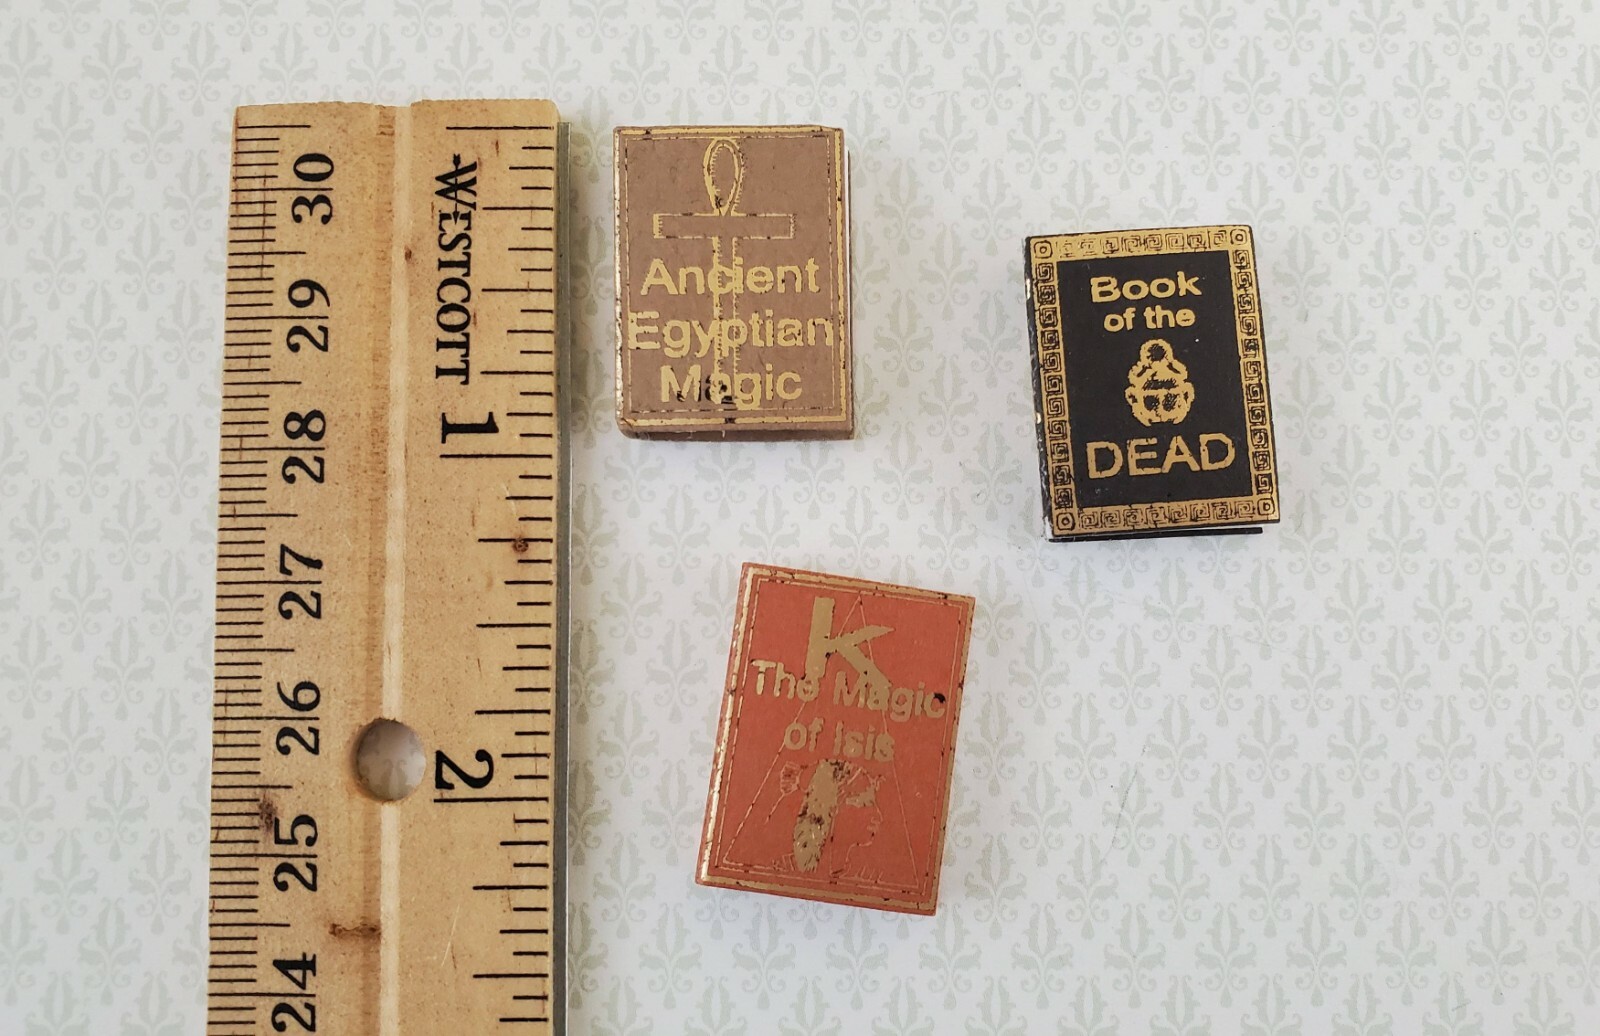 30
29
28
27
26
25
24
WESTCOTT
1
2
Ancient
Egyptian
Magic
Book
of the
DEAD
K
The Magic
of Isis